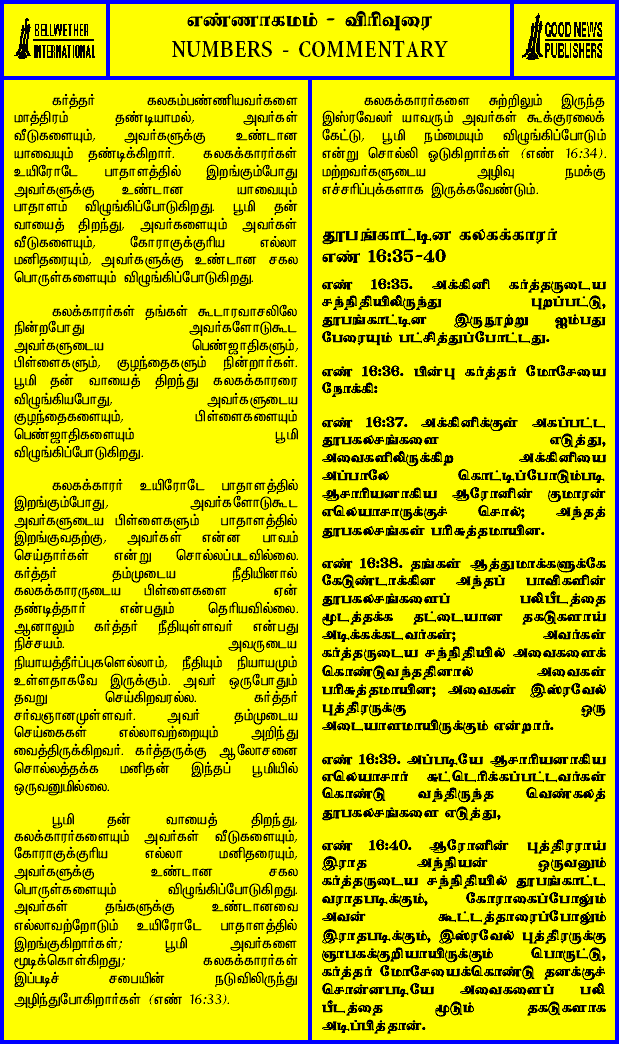 BELLWETHER
INTERNATIONAL
எண்ணாகமம் - விரிவுரை
NUMBERS - COMMENTARY
GOOD NEWS
PUBLISHERS
கர்த்தர் கலகம்பண்ணியவர்களை
மாத்திரம் தண்டியாமல், அவர்கள்
வீடுகளையும், அவர்களுக்கு உண்டான
யாவையும் தண்டிக்கிறார். கலகக்காரர்கள்
உயிரோடே பாதாளத்தில் இறங்கும்போது
அவர்களுக்கு உண்டான யாவையும்
பாதாளம் விழுங்கிப்போடுகிறது. பூமி தன்
வாயைத் திறந்து, அவர்களையும் அவர்கள்
வீடுகளையும், கோராகுக்குரிய எல்லா
மனிதரையும், அவர்களுக்கு உண்டான சகல
பொருள்களையும் விழுங்கிப்போடுகிறது.
கலகக்காரர்கள் தங்கள் கூடாரவாசலிலே
நின்றபோது அவர்களோடுகூட
அவர்களுடைய பெண்ஜாதிகளும்,
பிள்ளைகளும், குழந்தைகளும் நின்றார்கள்.
பூமி தன் வாயைத் திறந்து கலகக்காரரை
விழுங்கியபோது, அவர்களுடைய
குழந்தைகளையும், பிள்ளைகளையும்
பெண்ஜாதிகளையும் பூமி
விழுங்கிப்போடுகிறது.
கலகக்காரர் உயிரோடே பாதாளத்தில்
இறங்கும்போது, அவர்களோடுகூட
அவர்களுடைய பிள்ளைகளும் பாதாளத்தில்
இறங்குவதற்கு, அவர்கள் என்ன பாவம்
செய்தார்கள் என்று சொல்லப்படவில்லை.
கர்த்தர் தம்முடைய நீதியினால்
கலகக்காரருடைய பிள்ளைகளை ஏன்
தண்டித்தார் என்பதும் தெரியவில்லை.
ஆனாலும் கர்த்தர் நீதியுள்ளவர் என்பது
நிச்சயம். அவருடைய
நியாயத்தீர்ப்புகளெல்லாம், நீதியும் நியாயமும்
உள்ளதாகவே இருக்கும். அவர் ஒருபோதும்
தவறு செய்கிறவரல்ல. கர்த்தர்
சர்வஞானமுள்ளவர். அவர் தம்முடைய
செய்கைகள் எல்லாவற்றையும் அறிந்து
வைத்திருக்கிறவர். கர்த்தருக்கு ஆலோசனை
சொல்லத்தக்க மனிதன் இந்தப் பூமியில்
ஒருவனுமில்லை.
பூமி தன் வாயைத் திறந்து,
கலகக்காரர்களையும் அவர்கள் வீடுகளையும்,
கோராகுக்குரிய எல்லா மனிதரையும்,
அவர்களுக்கு உண்டான சகல
பொருள்களையும் விழுங்கிப்போடுகிறது.
அவர்கள் தங்களுக்கு உண்டானவை
எல்லாவற்றோடும் உயிரோடே பாதாளத்தில்
இறங்குகிறார்கள்; பூமி அவர்களை
மூடிக்கொள்கிறது; கலகக்காரர்கள்
இப்படிச் சபையின் நடுவிலிருந்து
அழிந்துபோகிறார்கள் (எண் 16:33).
கலகக்காரர்களை சுற்றிலும் இருந்த
இஸ்ரவேலர் யாவரும் அவர்கள் கூக்குரலைக்
கேட்டு, பூமி நம்மையும் விழுங்கிப்போடும்
என்று சொல்லி ஓடுகிறார்கள் (எண் 16:34).
மற்றவர்களுடைய அழிவு நமக்கு
எச்சரிப்புக்களாக இருக்கவேண்டும்.
தூபங்காட்டின கலகக்காரர்
எண் 16:35-40
எண் 16:35. அக்கினி கர்த்தருடைய
சந்நிதியிலிருந்து புறப்பட்டு,
தூபங்காட்டின இருநூற்று ஐம்பது
பேரையும் பட்சித்துப்போட்டது.
எண் 16:36. பின்பு கர்த்தர் மோசேயை
நோக்கி:
எண் 16:37. அக்கினிக்குள் அகப்பட்ட
தூபகலசங்களை எடுத்து,
அவைகளிலிருக்கிற அக்கினியை
அப்பாலே கொட்டிப்போடும்படி
ஆசாரியனாகிய ஆரோனின் குமாரன்
எலெயாசாருக்குச் சொல்; அந்தத்
தூபகலசங்கள் பரிசுத்தமாயின.
எண் 16:38. தங்கள் ஆத்துமாக்களுக்கே
கேடுண்டாக்கின அந்தப் பாவிகளின்
தூபகலசங்களைப் பலிபீடத்தை
மூடத்தக்க தட்டையான தகடுகளாய்
அடிக்கக்கடவர்கள்; அவர்கள்
கர்த்தருடைய சந்நிதியில் அவைகளைக்
கொண்டுவந்ததினால் அவைகள்
பரிசுத்தமாயின; அவைகள் இஸ்ரவேல்
புத்திரருக்கு ஒரு
அடையாளமாயிருக்கும் என்றார்.
எண் 16:39. அப்படியே ஆசாரியனாகிய
எலெயாசார் சுட்டெரிக்கப்பட்டவர்கள்
கொண்டு வந்திருந்த வெண்கலத்
தூபகலசங்களை எடுத்து,
எண் 16:40. ஆரோனின் புத்திரராய்
இராத அந்நியன் ஒருவனும்
கர்த்தருடைய சந்நிதியில் தூபங்காட்ட
வராதபடிக்கும், கோராகைப்போலும்
அவன் கூட்டத்தாரைப்போலும்
இராதபடிக்கும், இஸ்ரவேல் புத்திரருக்கு
ஞாபகக்குறியாயிருக்கும் பொருட்டு,
கர்த்தர் மோசேயைக்கொண்டு தனக்குச்
சொன்னபடியே அவைகளைப் பலி
பீடத்தை மூடும் தகடுகளாக
அடிப்பித்தான்.